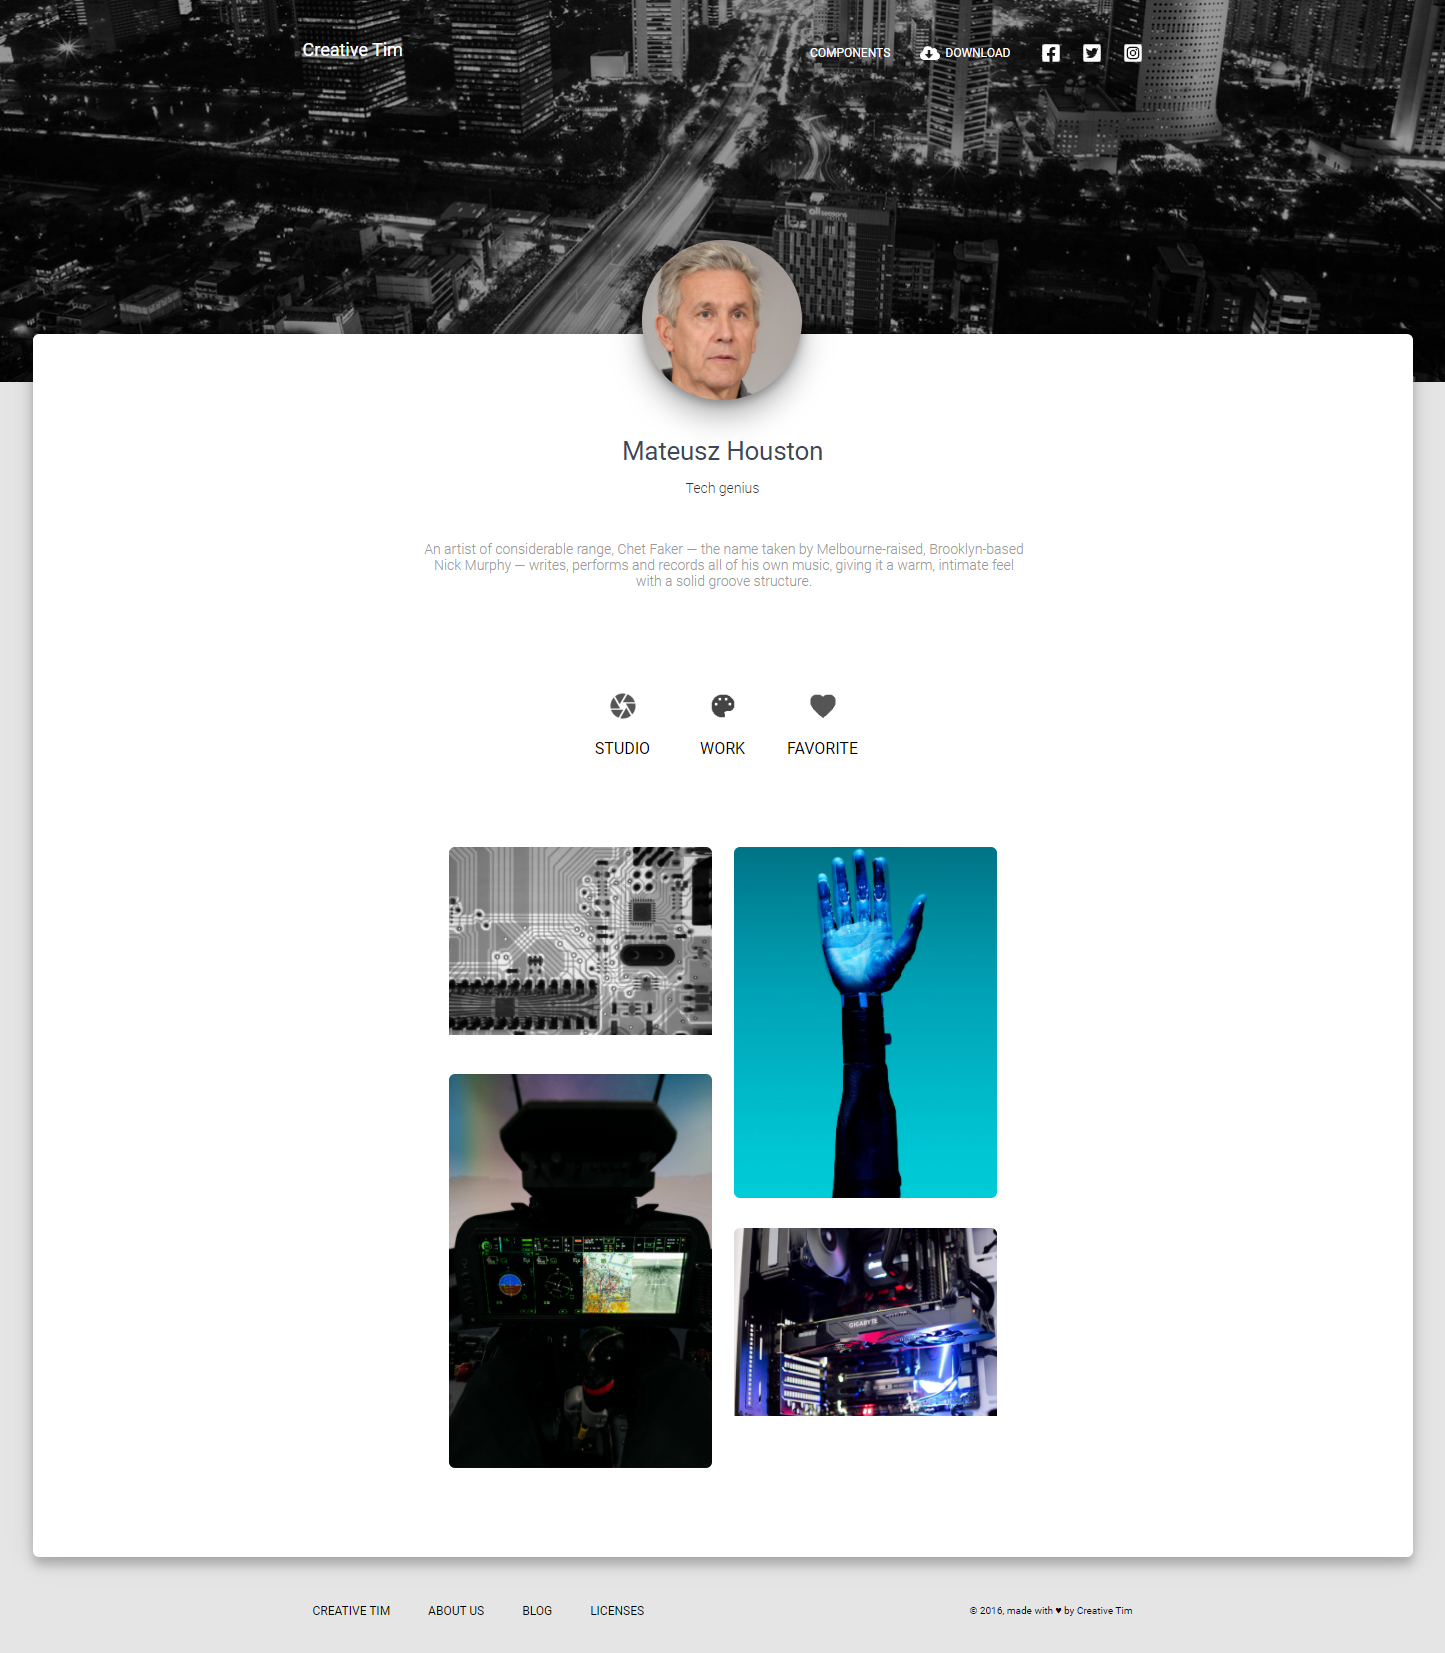 Creative Tim
COMPONENTS
DOWNLOAD
all seasons
Mateusz Houston
Tech genius
An artist of considerable range, Chet Faker — the name taken by Melbourne-raised, Brooklyn-based
Nick Murphy — writes, performs and records all of his own music, giving it a warm, intimate feel
with a solid groove structure.
STUDIO
WORK
FAVORITE
GIGABYTE
CREATIVE TIM
ABOUT US
BLOG
LICENSES
© 2016, made with ♥ by Creative Tim